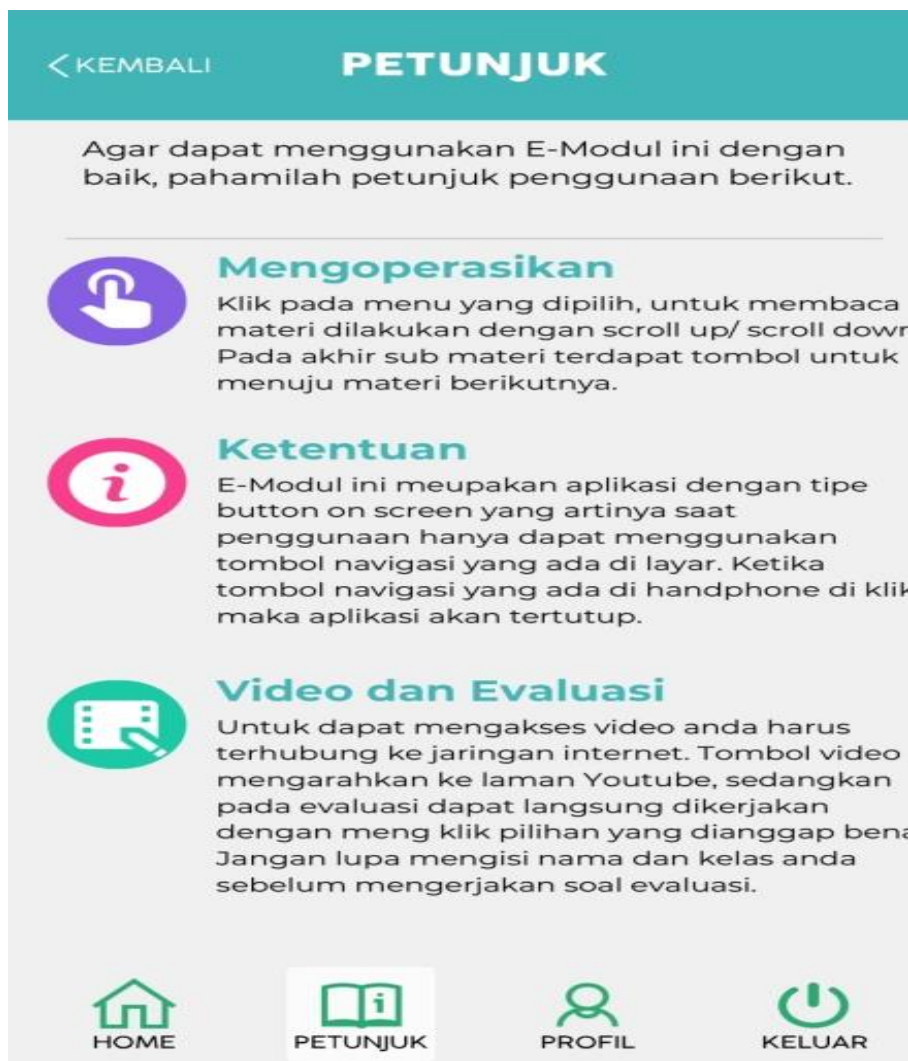 < KEMBALI
PETUNJUK
Agar dapat menggunakan E-Modul ini dengan
baik, pahamilah petunjuk penggunaan berikut.
Mengoperasikan
Klik pada menu yang dipilih, untuk membaca
materi dilakukan dengan scroll up/ scroll down
Pada akhir sub materi terdapat tombol untuk
menuju materi berikutnya.
Ketentuan
E-Modul ini meupakan aplikasi dengan tipe
button on screen yang artinya saat
penggunaan hanya dapat menggunakan
tombol navigasi yang ada di layar. Ketika
tombol navigasi yang ada di handphone di klik
maka aplikasi akan tertutup.
Video dan Evaluasi
Untuk dapat mengakses video anda harus
terhubung ke jaringan internet. Tombol video
mengarahkan ke laman Youtube, sedangkan
pada evaluasi dapat langsung dikerjakan
dengan meng klik pilihan yang dianggap bena
Jangan lupa mengisi nama dan kelas anda
sebelum mengerjakan soal evaluasi.
HOME
PETUNJUK
PROFIL
KELUAR